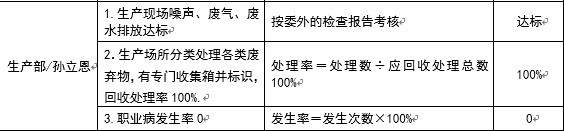 生产部/孙立恩
1.生产现场噪声、废气、废
水排放达标
按委外的检查报告考核
达标
2.生产场所分类处理各类废
弃物，有专门收集箱并标识，
回收处理率100%.
处理率＝处理数÷应回收处理总数
100%
100%
3.职业病发生率0
发生率＝发生次数×100%
0